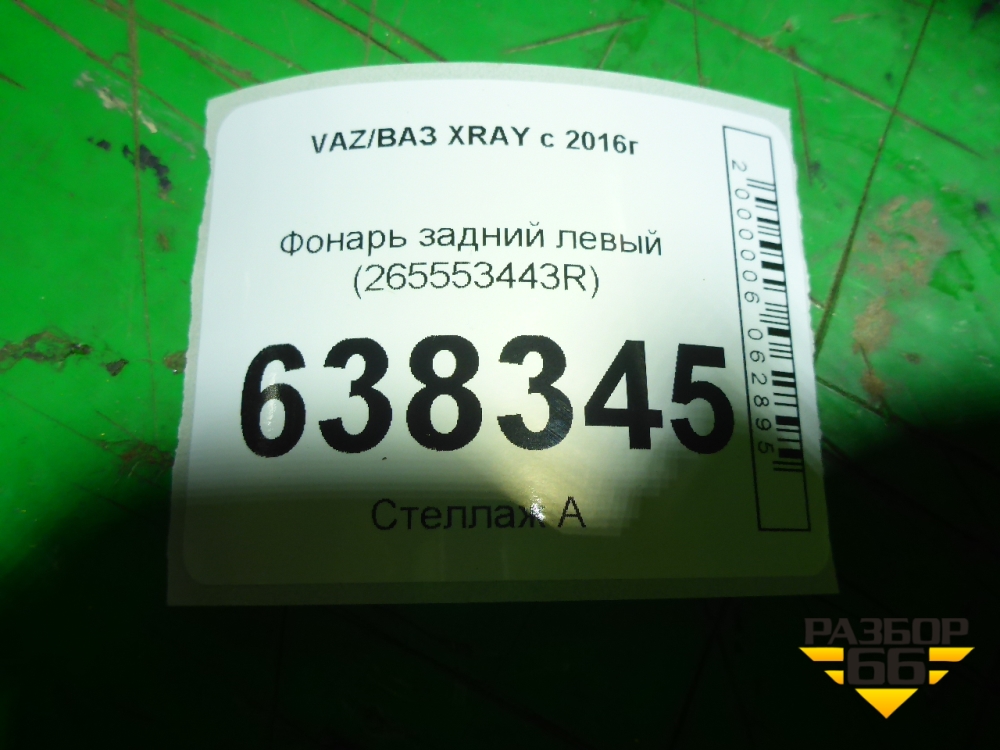 VAZ/ВАЗ XRAY с 2016г
Фонарь задний левый
(265553443R)
638345
Стеллаж А
2000006062895
РАЗБОР
66